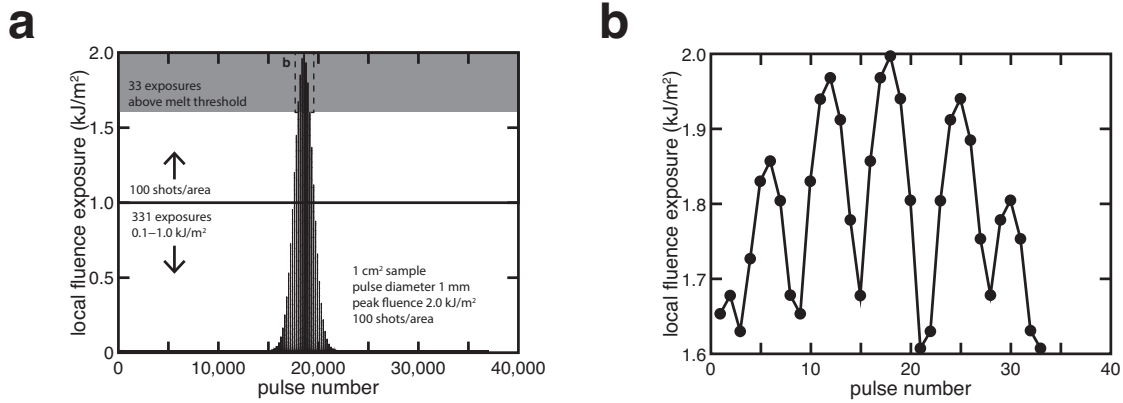 a
local fluence exposure (kJ/m²)
2.0
1.5
1.0
0.5
0
b
33 exposures
above melt threshold
100 shots/area
331 exposures
0.1–1.0 kJ/m²
1 cm² sample
pulse diameter 1 mm
peak fluence 2.0 kJ/m²
100 shots/area
0 10,000 20,000 30,000 40,000
pulse number
b
local fluence exposure (kJ/m²)
2.0
1.9
1.8
1.7
1.6
0 10 20 30 40
pulse number